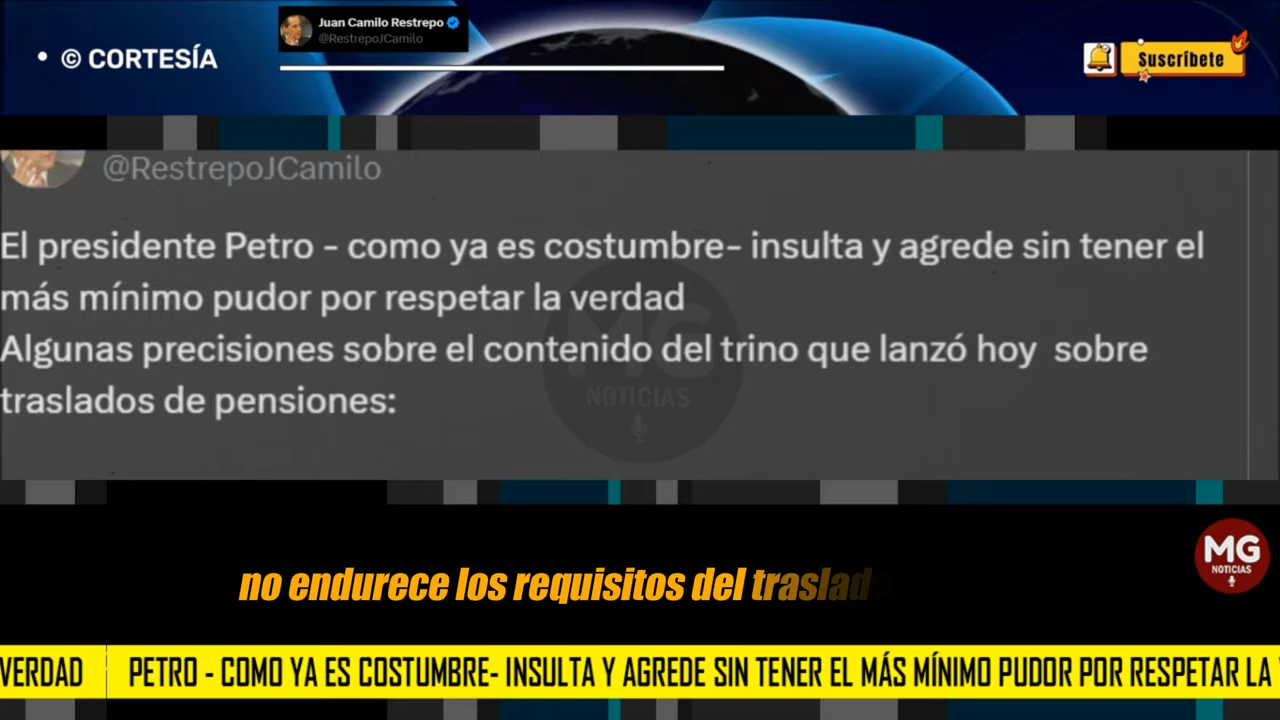 • © CORTESÍA
Juan Camilo Restrepo
@RestrepoJCamilo
Suscríbete
@RestrepoJCamilo
El presidente Petro - como ya es costumbre- insulta y agrede sin tener el
más mínimo pudor por respetar la verdad
Algunas precisiones sobre el contenido del trino que lanzó hoy sobre
traslados de pensiones:
MG
NOTICIAS
no endurece los requisitos del traslad
MG
NOTICIAS
VERDAD
PETRO - COMO YA ES COSTUMBRE- INSULTA Y AGREDE SIN TENER EL MÁS MÍNIMO PUDOR POR RESPETAR LA